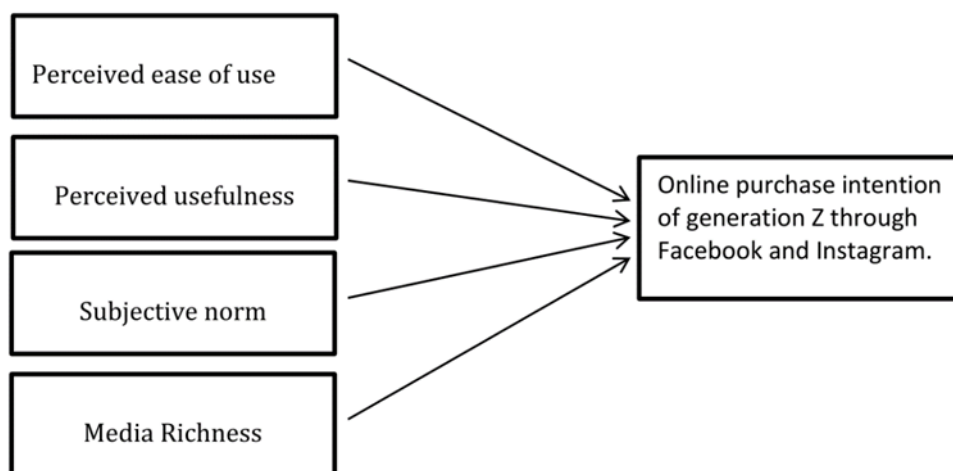 Perceived ease of use
Perceived usefulness
Subjective norm
Media Richness
Online purchase intention
of generation Z through
Facebook and Instagram.